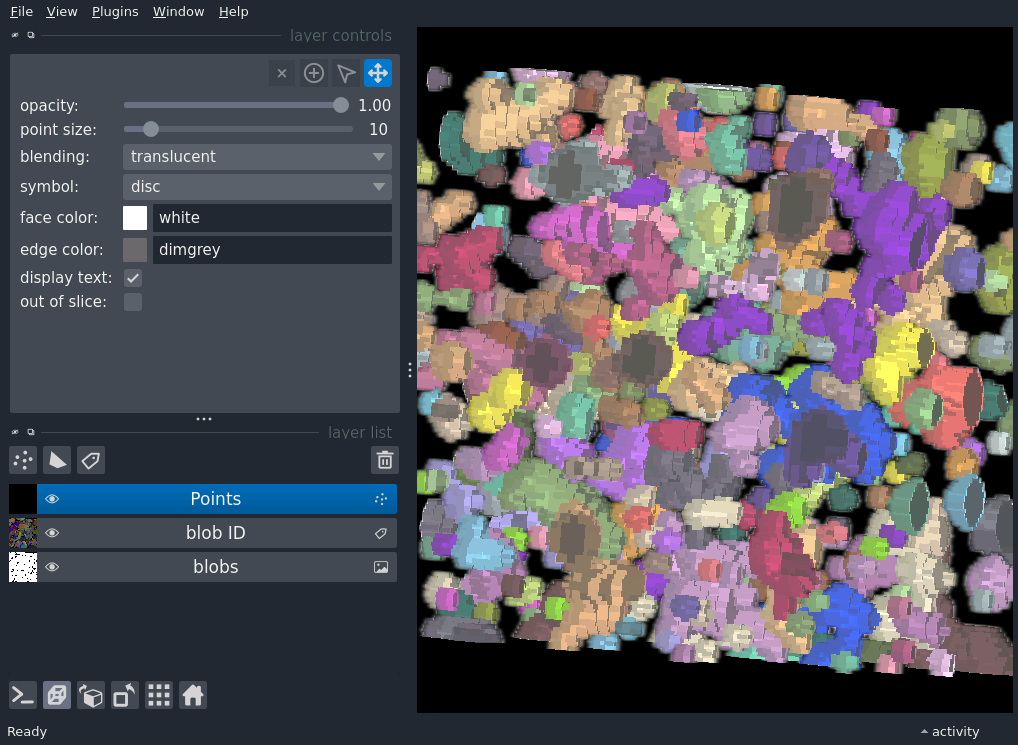 File View Plugins Window Help
layer controls
opacity: 1.00
point size: 10
blending: translucent
symbol: disc
face color: white
edge color: dimgrey
display text:
out of slice:
layer list
Points
blob ID
blobs
Ready
activity